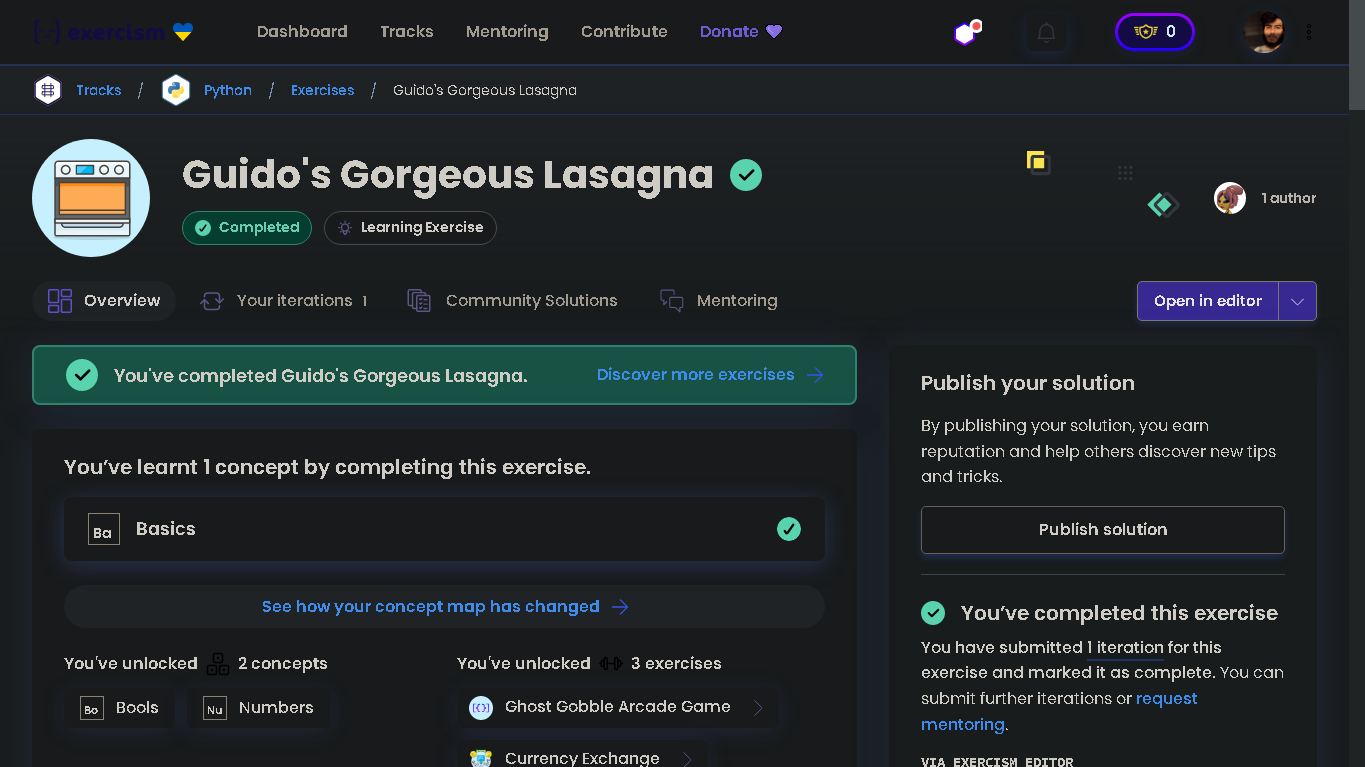 exercism
Dashboard
Tracks
Mentoring
Contribute
Donate
0
Tracks / Python / Exercises / Guido's Gorgeous Lasagna
Guido's Gorgeous Lasagna
Completed
Learning Exercise
1 author
Overview
Your iterations 1
Community Solutions
Mentoring
Open in editor
You've completed Guido's Gorgeous Lasagna.
Discover more exercises
You’ve learnt 1 concept by completing this exercise.
Ba
Basics
See how your concept map has changed
You've unlocked 2 concepts
Bo
Bools
Nu
Numbers
You've unlocked 3 exercises
Ghost Gobble Arcade Game
Currency Exchange
Publish your solution
By publishing your solution, you earn
reputation and help others discover new tips
and tricks.
Publish solution
You’ve completed this exercise
You have submitted 1 iteration for this
exercise and marked it as complete. You can
submit further iterations or request
mentoring.
VIA EXERCISM EDITOR